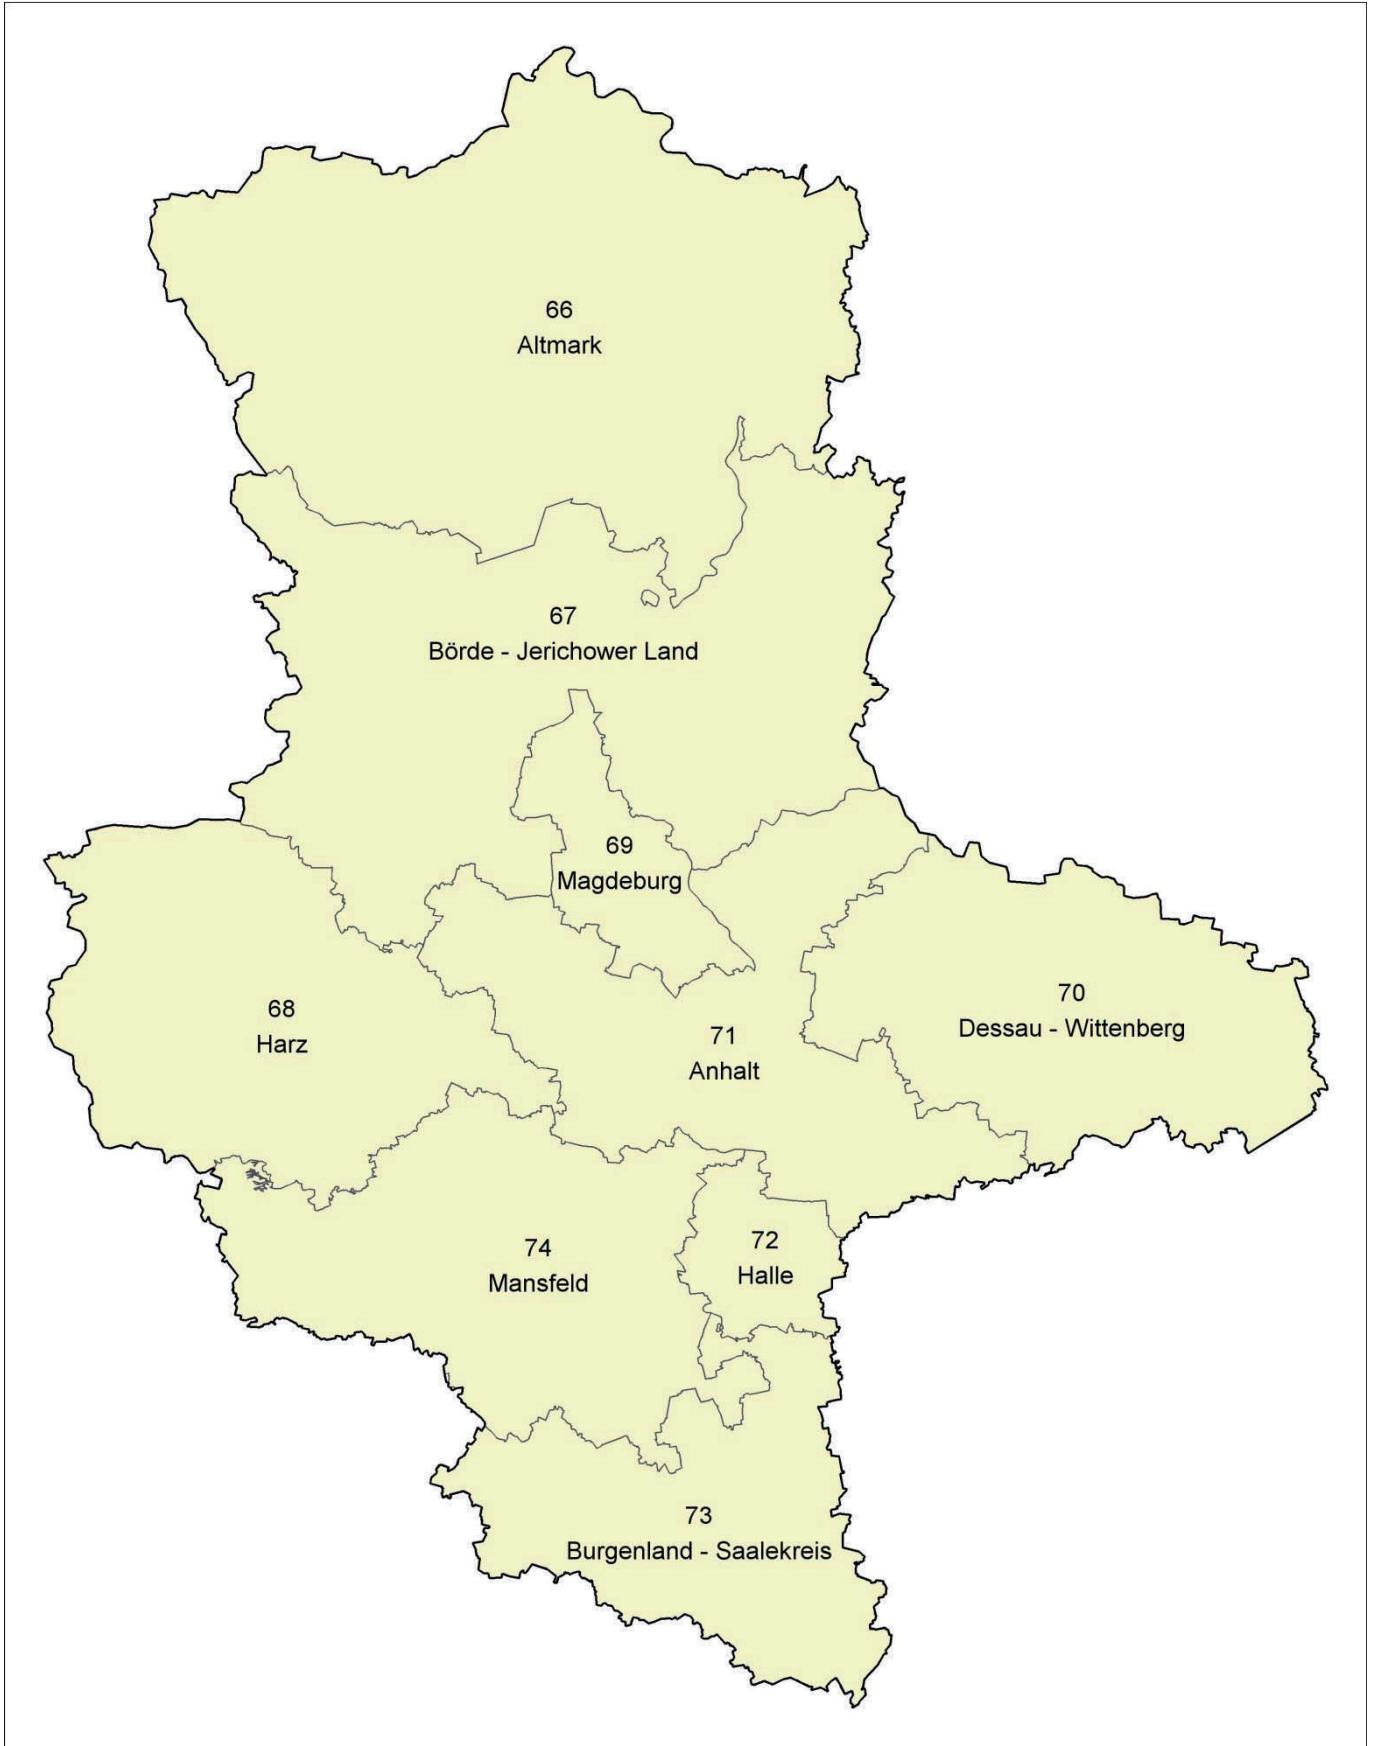 66
Altmark
67
Börde - Jerichower Land
69
Magdeburg
68
Harz
70
Dessau - Wittenberg
71
Anhalt
74
Mansfeld
72
Halle
73
Burgenland - Saalekreis